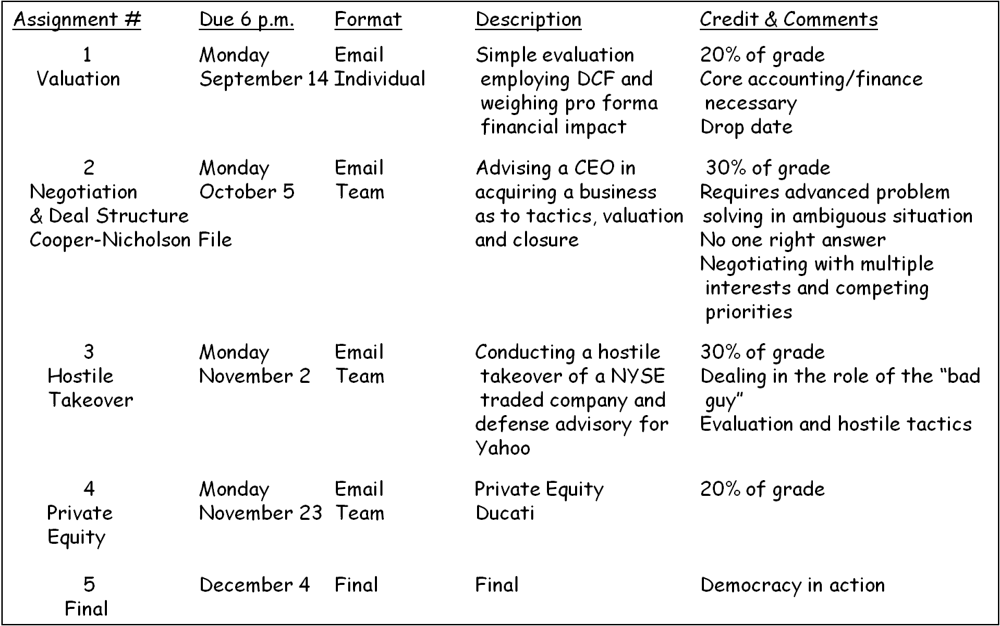 Assignment # Due 6 p.m. Format Description Credit & Comments
1 Monday Email Simple evaluation 20% of grade
Valuation September 14 Individual employing DCF and Core accounting/finance
weighing pro forma necessary
financial impact Drop date
2 Monday Email Advising a CEO in 30% of grade
Negotiation October 5 Team acquiring a business Requires advanced problem
& Deal Structure as to tactics, valuation solving in ambiguous situation
Cooper-Nicholson File and closure No one right answer
Negotiating with multiple
interests and competing
priorities
3 Monday Email Conducting a hostile 30% of grade
Hostile November 2 Team takeover of a NYSE Dealing in the role of the “bad
Takeover traded company and guy”
defense advisory for Evaluation and hostile tactics
Yahoo
4 Monday Email Private Equity 20% of grade
Private November 23 Team Ducati
Equity
5 December 4 Final Final Democracy in action
Final